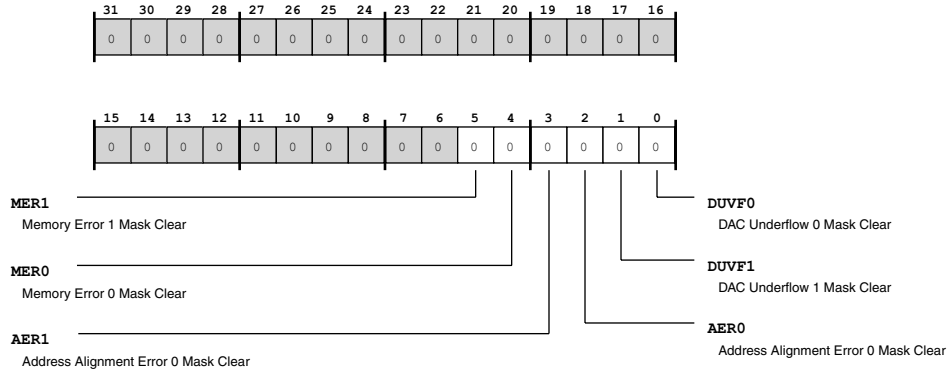 31 30 29 28 27 26 25 24 23 22 21 20 19 18 17 16
0 0 0 0 0 0 0 0 0 0 0 0 0 0 0 0
15 14 13 12 11 10 9 8 7 6 5 4 3 2 1 0
0 0 0 0 0 0 0 0 0 0 0 0 0 0 0 0
MER1
Memory Error 1 Mask Clear
MER0
Memory Error 0 Mask Clear
AER1
Address Alignment Error 0 Mask Clear
DUVF0
DAC Underflow 0 Mask Clear
DUVF1
DAC Underflow 1 Mask Clear
AER0
Address Alignment Error 0 Mask Clear